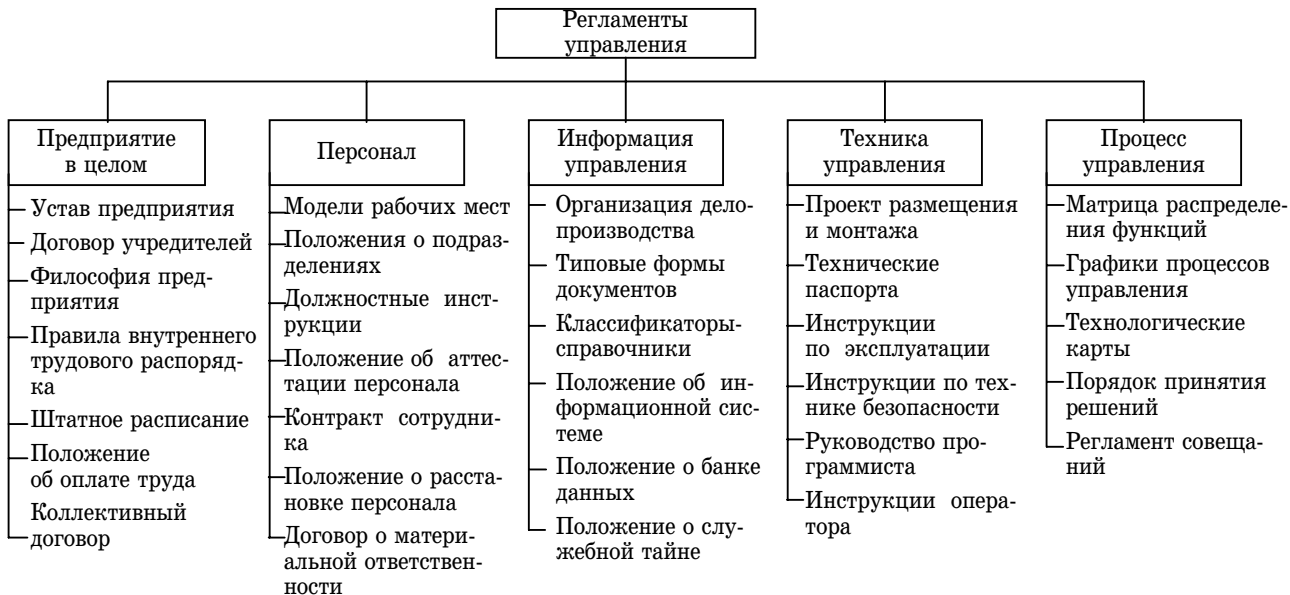 Регламенты
управления
Предприятие
в целом
Устав предприятия
Договор учредителей
Философия пред-
приятия
Правила внутреннего
трудового распоряд-
ка
Штатное расписание
Положение
об оплате труда
Коллективный
договор
Персонал
Модели рабочих мест
Положения о подраз-
делениях
Должностные инст-
рукции
Положение об аттес-
тации персонала
Контракт сотрудни-
ка
Положение о расста-
новке персонала
Договор о матери-
альной ответствен-
ности
Информация
управления
Организация дело-
производства
Типовые формы
документов
Классификаторы-
справочники
Положение об ин-
формационной сис-
теме
Положение о банке
данных
Положение о слу-
жебной тайне
Техника
управления
Проект размещения
и монтажа
Технические
паспорта
Инструкции
по эксплуатации
Инструкции по тех-
нике безопасности
Руководство про-
граммиста
Инструкции опера-
тора
Процесс
управления
Матрица распределе-
ния функций
Графики процессов
управления
Технологические
карты
Порядок принятия
решений
Регламент совеща-
ний